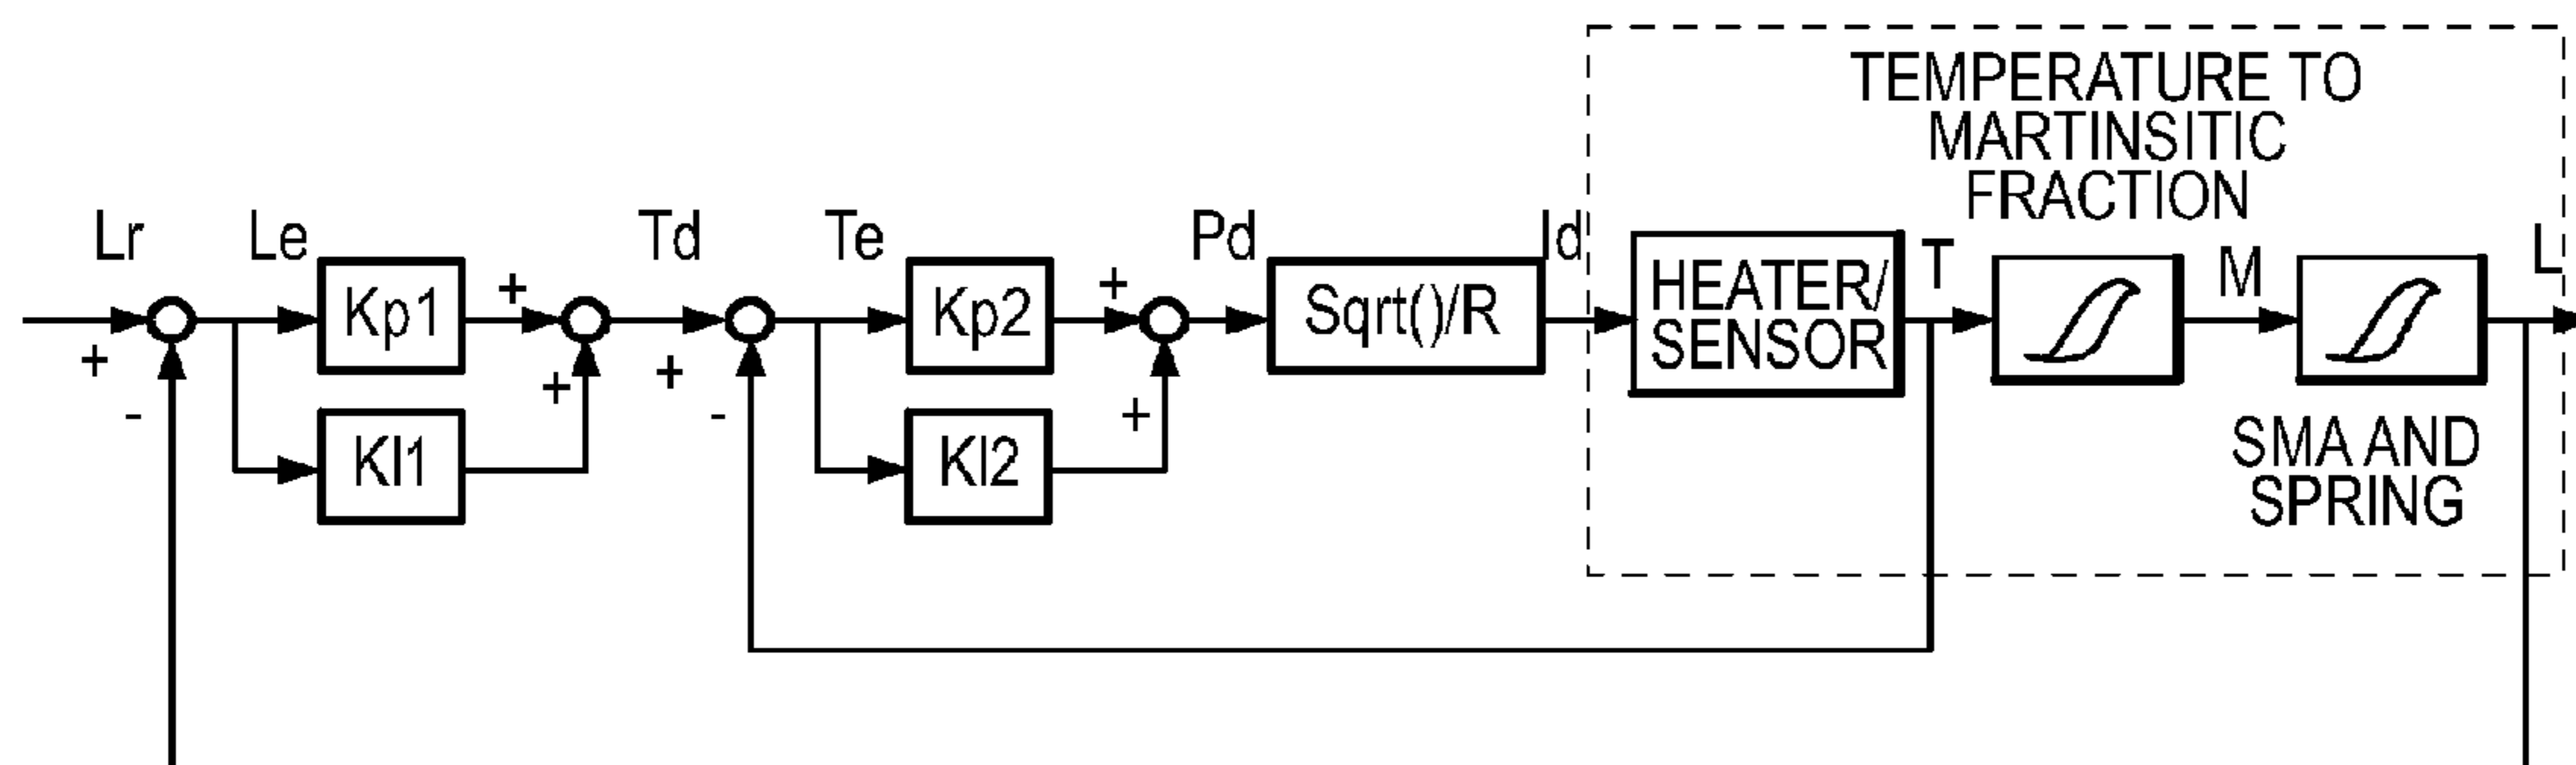 TEMPERATURE TO
MARTINSITIC
FRACTION
Lr
Le
Td
Te
Pd
Id
T
M
L
Kp1
+
+
Kp2
+
Sqrt()/R
HEATER/
SENSOR
+
-
+
+
-
+
KI1
KI2
SMA AND
SPRING